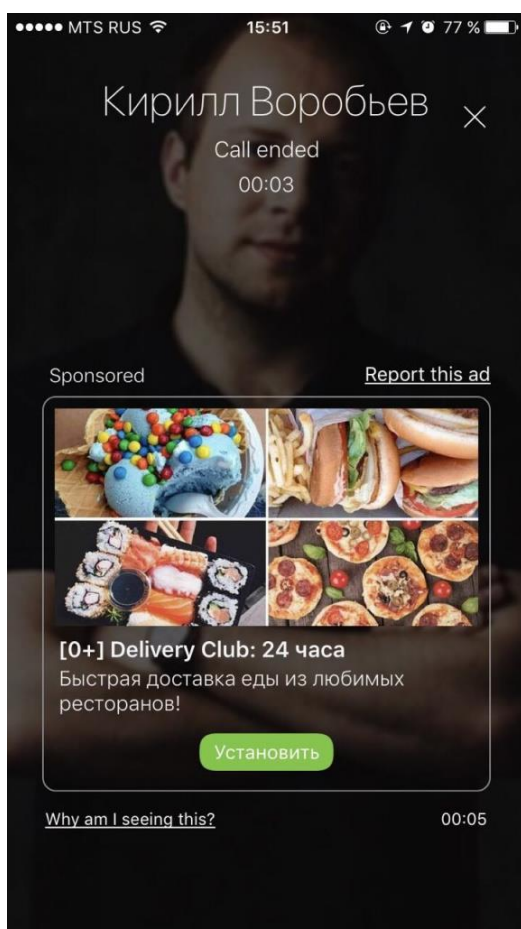 MTS RUS 15:51 77 %
Кирилл Воробьев
Call ended
00:03
Sponsored Report this ad
[0+] Delivery Club: 24 часа
Быстрая доставка еды из любимых
ресторанов!
Установить
Why am I seeing this? 00:05